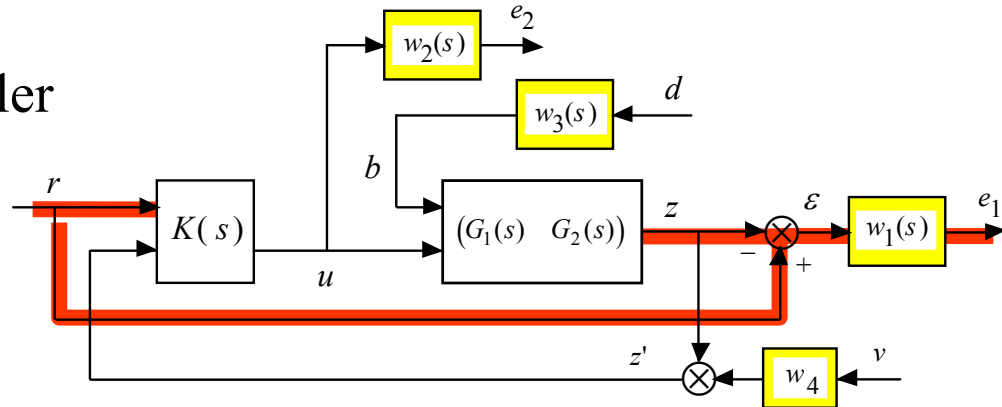 e₂
w₂(s)
ler
d
w₃(s)
b
r
K(s)
(G₁(s) G₂(s))
z
ε
e₁
w₁(s)
−
+
u
z'
w₄
v